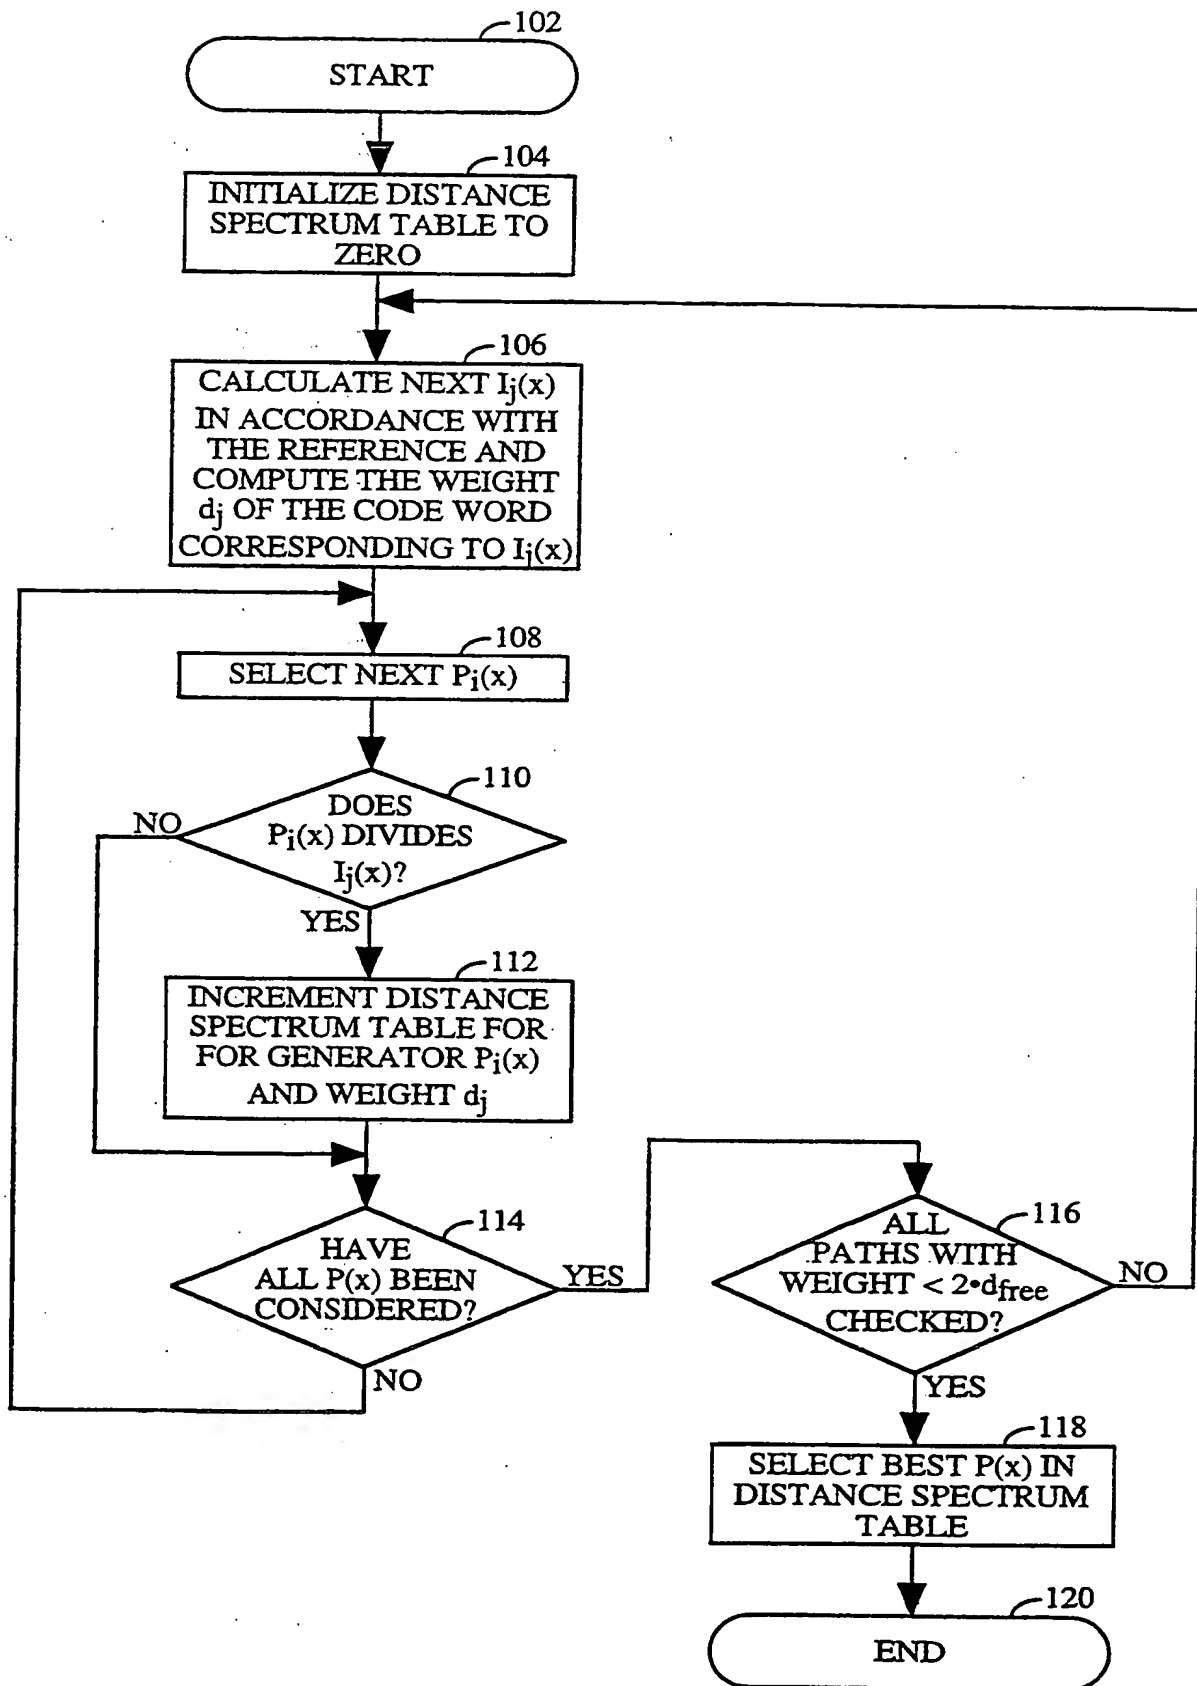 102
START
104
INITIALIZE DISTANCE
SPECTRUM TABLE TO
ZERO
106
CALCULATE NEXT Ij(x)
IN ACCORDANCE WITH
THE REFERENCE AND
COMPUTE THE WEIGHT
dj OF THE CODE WORD
CORRESPONDING TO Ij(x)
108
SELECT NEXT Pi(x)
110
DOES
Pi(x) DIVIDES
Ij(x)?
NO
YES
112
INCREMENT DISTANCE
SPECTRUM TABLE FOR
FOR GENERATOR Pi(x)
AND WEIGHT dj
114
HAVE
ALL P(x) BEEN
CONSIDERED?
YES
NO
116
ALL
PATHS WITH
WEIGHT < 2•dfree
CHECKED?
NO
YES
118
SELECT BEST P(x) IN
DISTANCE SPECTRUM
TABLE
120
END